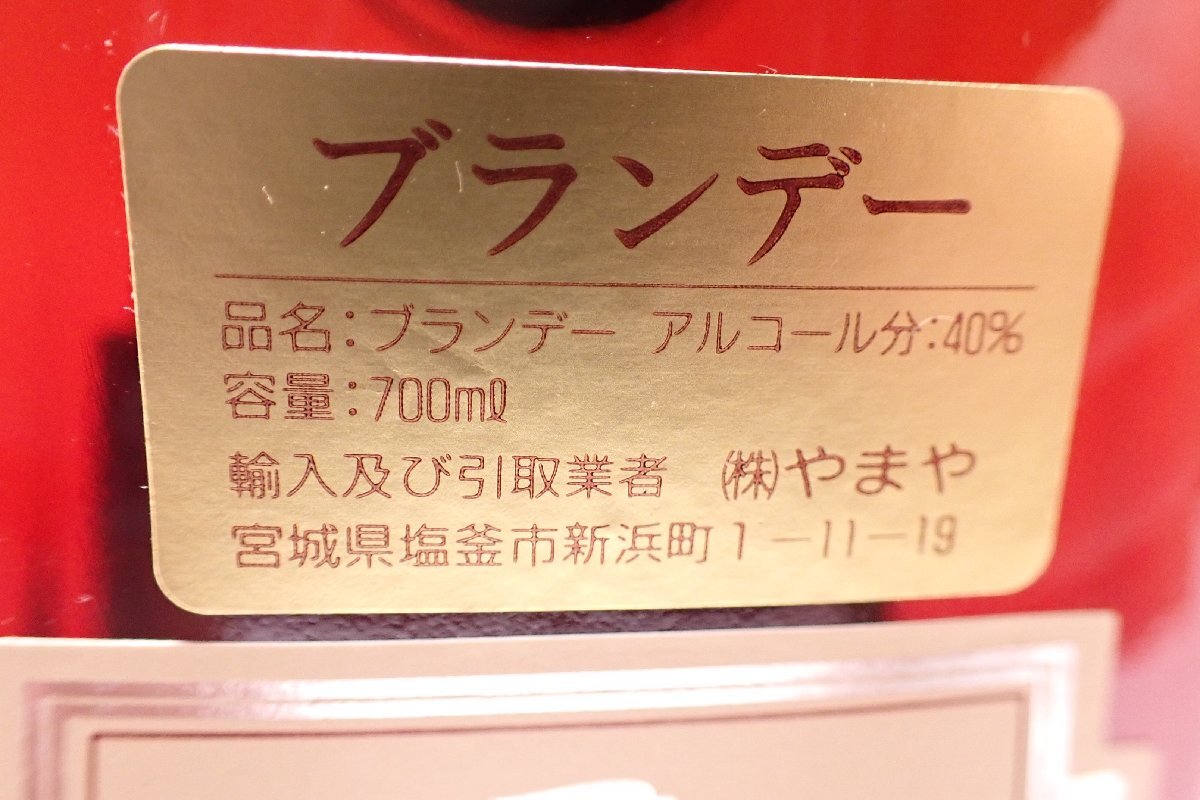 ブランデー
品名:ブランデー アルコール分:40%
容量:700mℓ
輸入及び引取業者 (株)やまや
宮城県塩釜市新浜町1-11-19